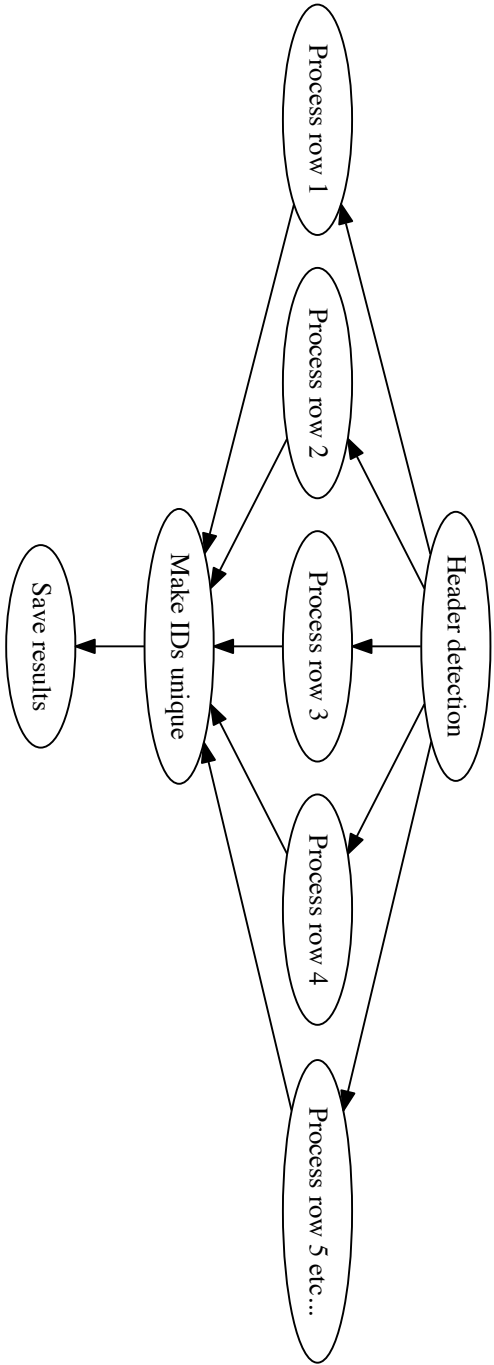 Header detection
Process row 1
Process row 2
Process row 3
Process row 4
Process row 5 etc...
Make IDs unique
Save results